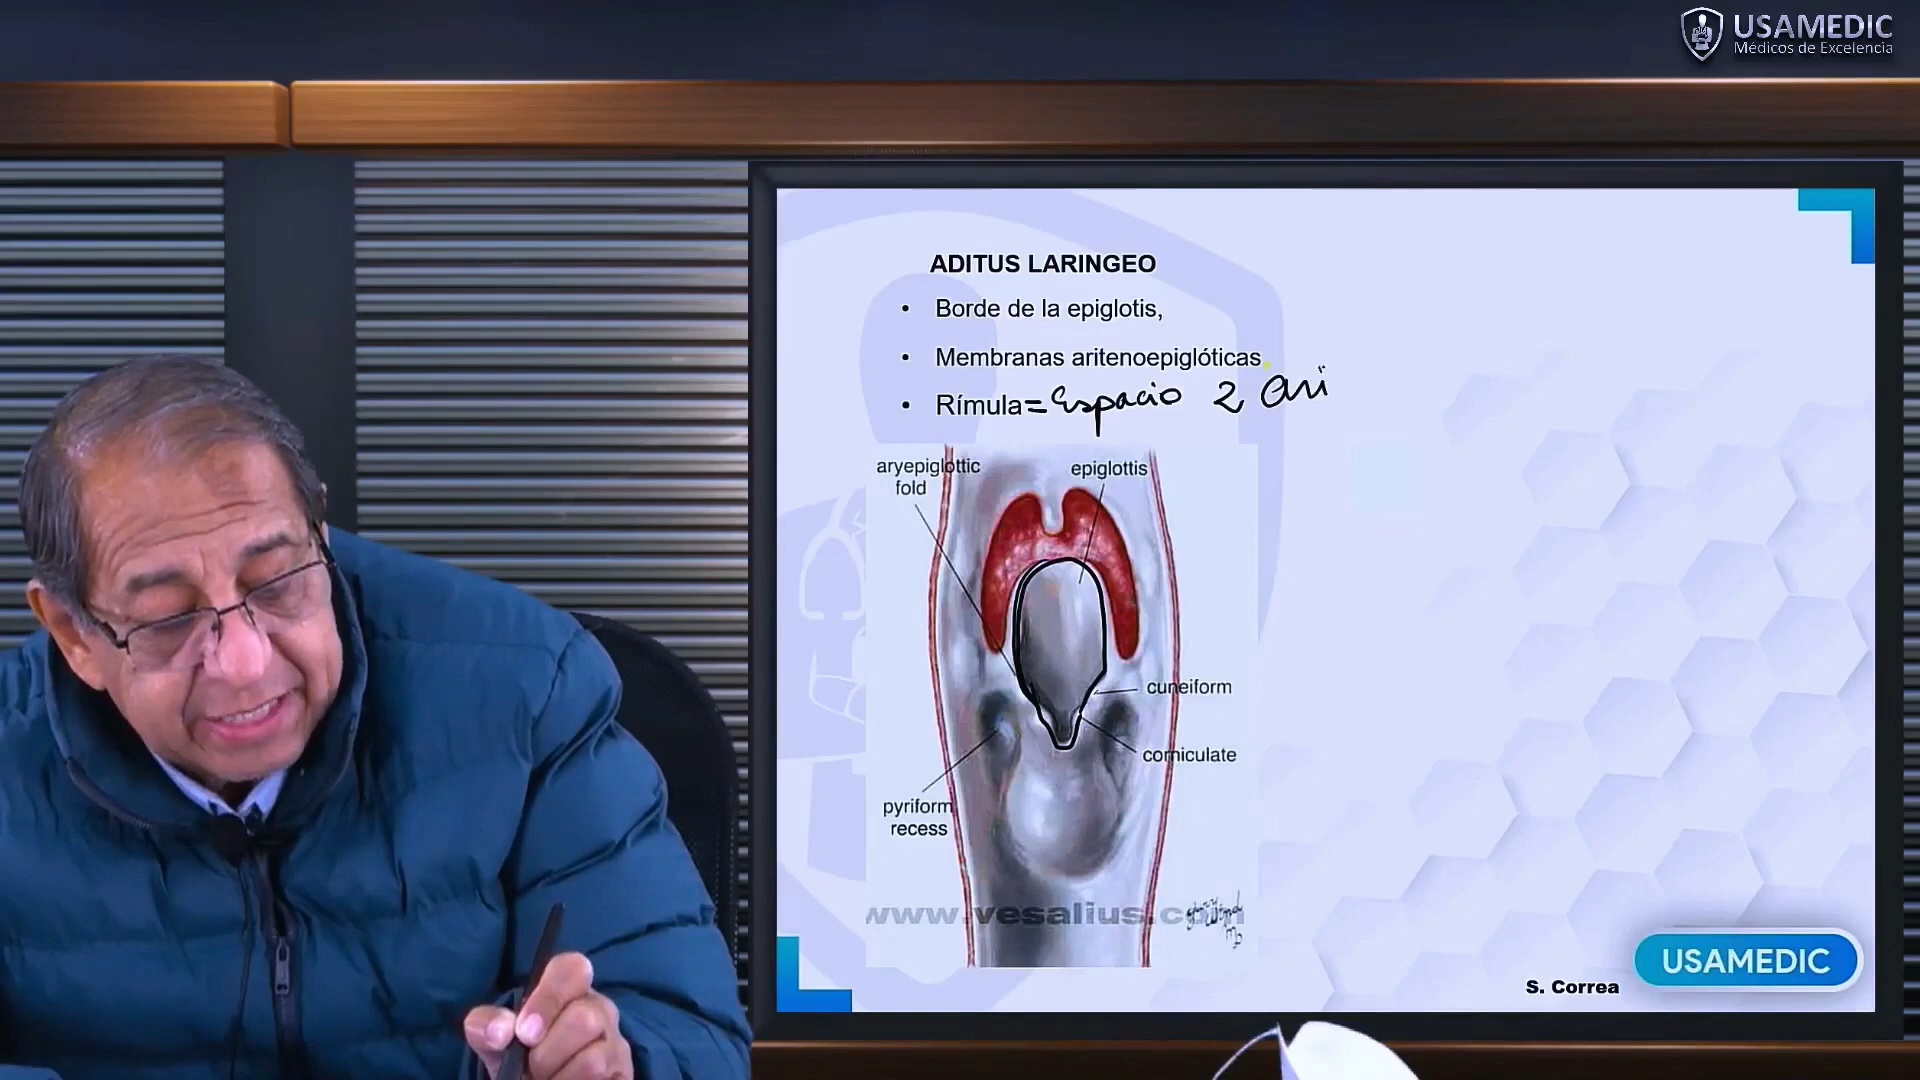 USAMEDIC
Médicos de Excelencia
ADITUS LARINGEO
• Borde de la epiglotis,
• Membranas aritenoepiglóticas.
• Rímula= espacio 2 ari
aryepiglottic
fold
epiglottis
cuneiform
corniculate
pyriform
recess
www.vesalius.co
USAMEDIC
S. Correa